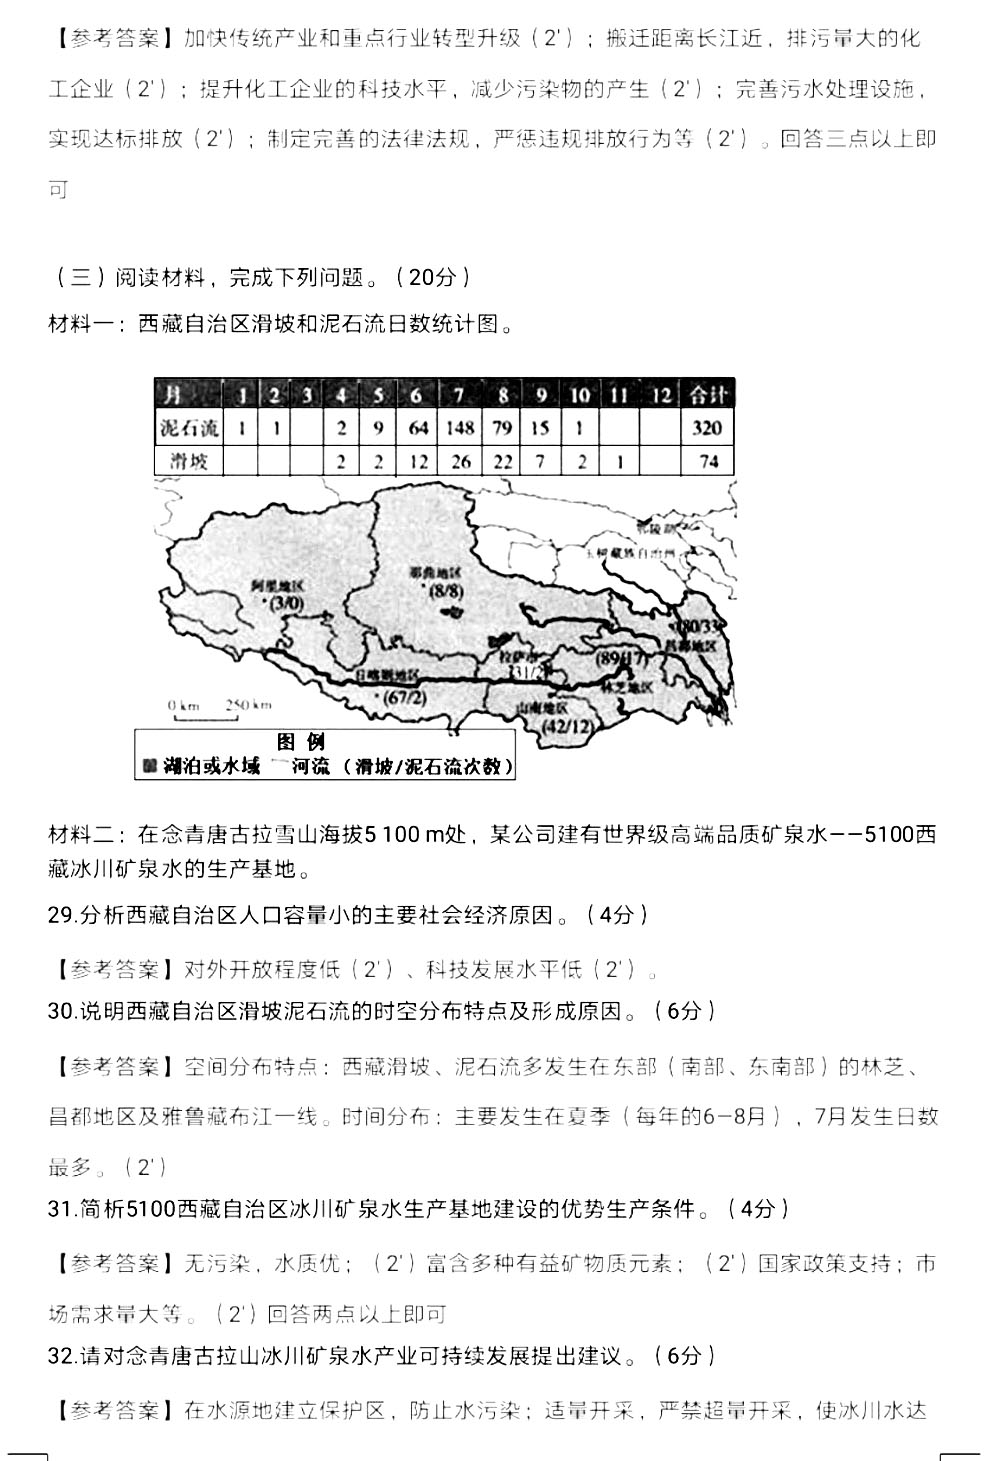 【参考答案】加快传统产业和重点行业转型升级（2'）；搬迁距离长江近，排污量大的化
工企业（2'）；提升化工企业的科技水平，减少污染物的产生（2'）；完善污水处理设施，
实现达标排放（2'）；制定完善的法律法规，严惩违规排放行为等（2'）。回答三点以上即
可
（三）阅读材料，完成下列问题。（20分）
材料一：西藏自治区滑坡和泥石流日数统计图。
月 1 2 3 4 5 6 7 8 9 10 11 12 合计
泥石流 1 1 2 9 64 148 79 15 1 320
滑坡 2 2 12 26 22 7 2 1 74
鄂陵湖
玉树藏族自治州
那曲地区
(8/8)
阿里地区
(3/0)
(80/33
昌都地区
拉萨市
(31/2)
(89/17)
林芝地区
日喀则地区
(67/2)
山南地区
(42/12)
0 km 250 km
图 例
湖泊或水域 河流（滑坡/泥石流次数）
材料二：在念青唐古拉雪山海拔5 100 m处，某公司建有世界级高端品质矿泉水——5100西
藏冰川矿泉水的生产基地。
29.分析西藏自治区人口容量小的主要社会经济原因。（4分）
【参考答案】对外开放程度低（2'）、科技发展水平低（2'）。
30.说明西藏自治区滑坡泥石流的时空分布特点及形成原因。（6分）
【参考答案】空间分布特点：西藏滑坡、泥石流多发生在东部（南部、东南部）的林芝、
昌都地区及雅鲁藏布江一线。时间分布：主要发生在夏季（每年的6—8月），7月发生日数
最多。（2'）
31.简析5100西藏自治区冰川矿泉水生产基地建设的优势生产条件。（4分）
【参考答案】无污染，水质优；（2'）富含多种有益矿物质元素；（2'）国家政策支持；市
场需求量大等。（2'）回答两点以上即可
32.请对念青唐古拉山冰川矿泉水产业可持续发展提出建议。（6分）
【参考答案】在水源地建立保护区，防止水污染；适量开采，严禁超量开采，使冰川水达